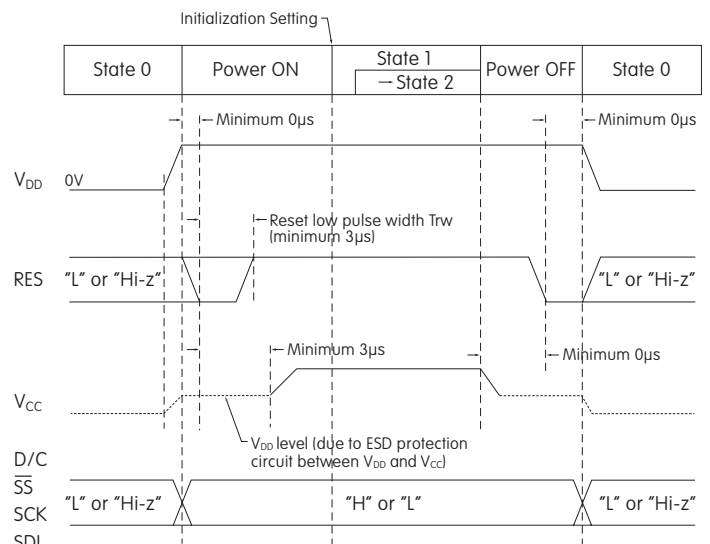 Initialization Setting
State 0 Power ON State 1 Power OFF State 0
→ State 2
Minimum 0µs Minimum 0µs
VDD 0V
Reset low pulse width Trw
(minimum 3µs)
RES "L" or "Hi-z" "L" or "Hi-z"
Minimum 3µs Minimum 0µs
VCC
VDD level (due to ESD protection
circuit between VDD and VCC)
D/C
SS
"L" or "Hi-z" "H" or "L" "L" or "Hi-z"
SCK
SDI